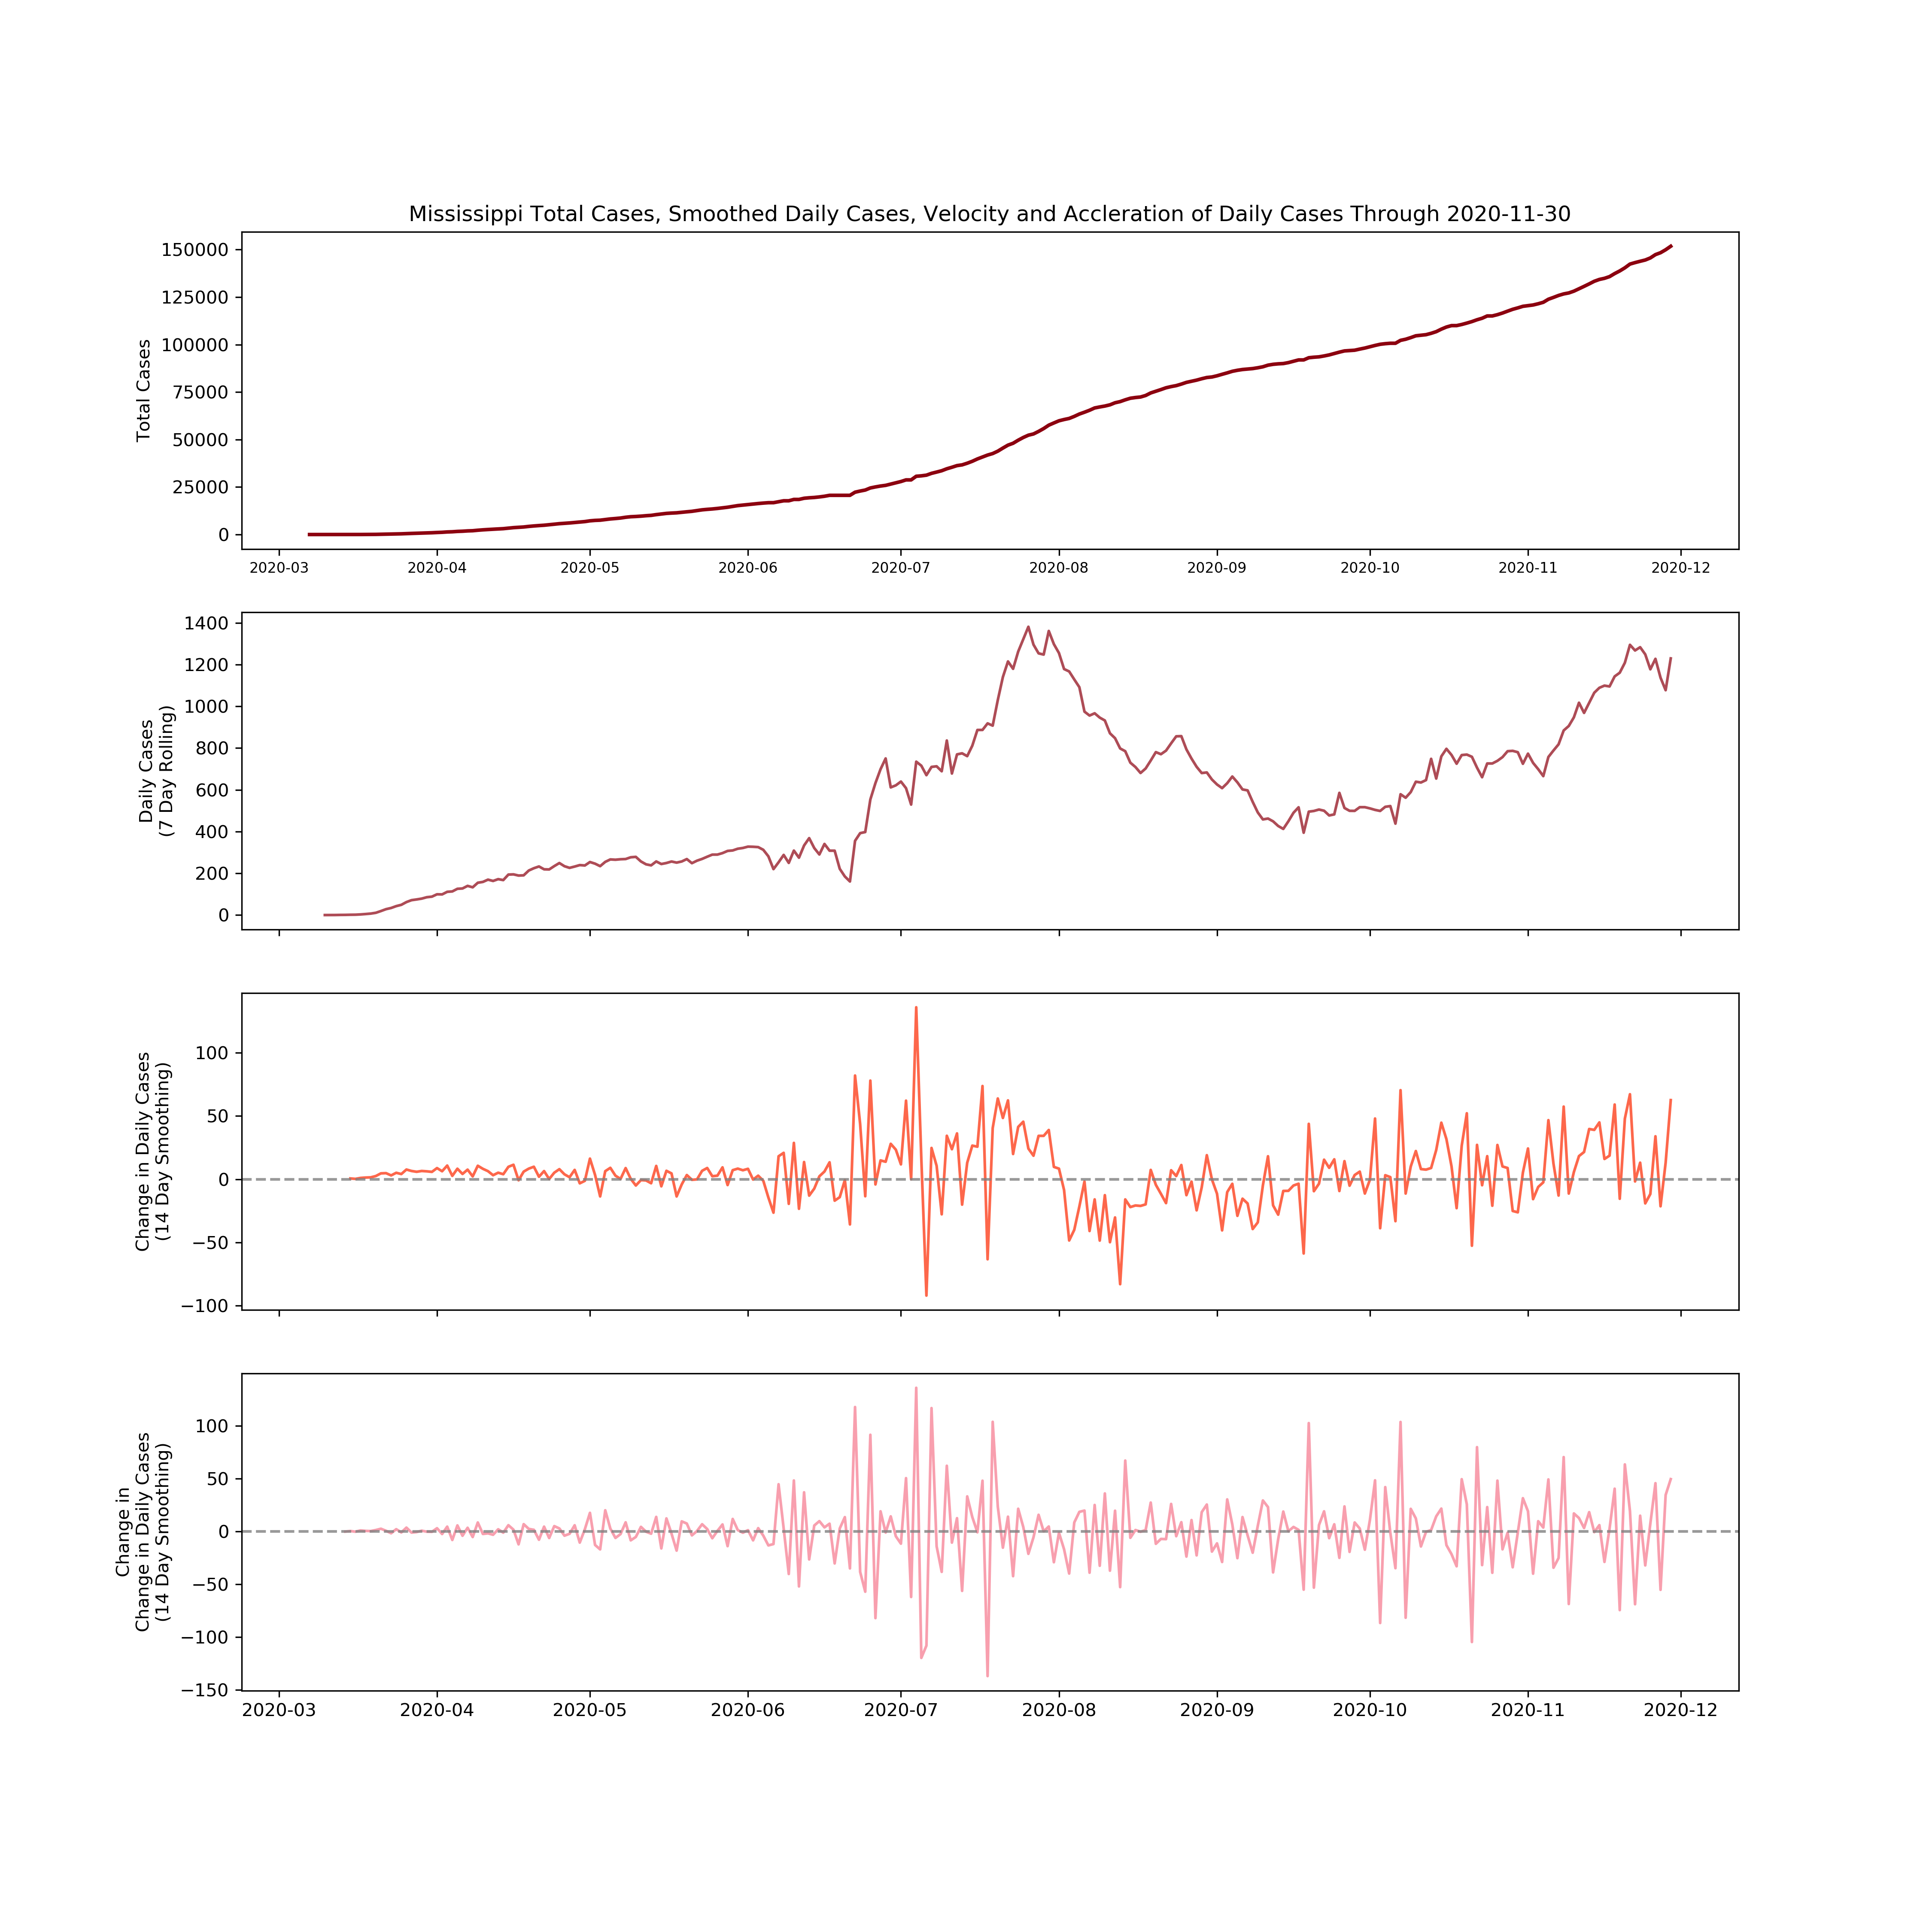 Mississippi Total Cases, Smoothed Daily Cases, Velocity and Accleration of Daily Cases Through 2020-11-30
Total Cases
150000
125000
100000
75000
50000
25000
0
2020-03 2020-04 2020-05 2020-06 2020-07 2020-08 2020-09 2020-10 2020-11 2020-12
Daily Cases
(7 Day Rolling)
1400
1200
1000
800
600
400
200
0
Change in Daily Cases
(14 Day Smoothing)
100
50
0
−50
−100
Change in
Change in Daily Cases
(14 Day Smoothing)
100
50
0
−50
−100
−150
2020-03 2020-04 2020-05 2020-06 2020-07 2020-08 2020-09 2020-10 2020-11 2020-12